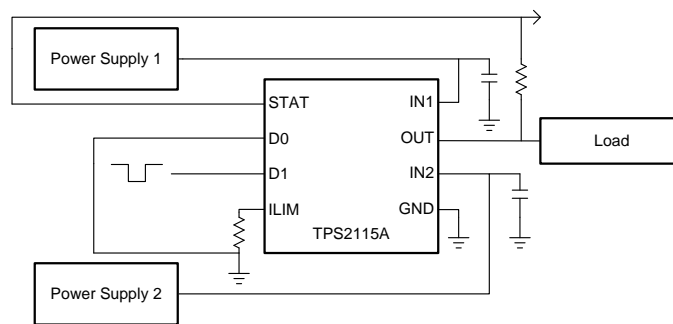 Power Supply 1
STAT
IN1
D0
OUT
Load
D1
IN2
ILIM
GND
TPS2115A
Power Supply 2